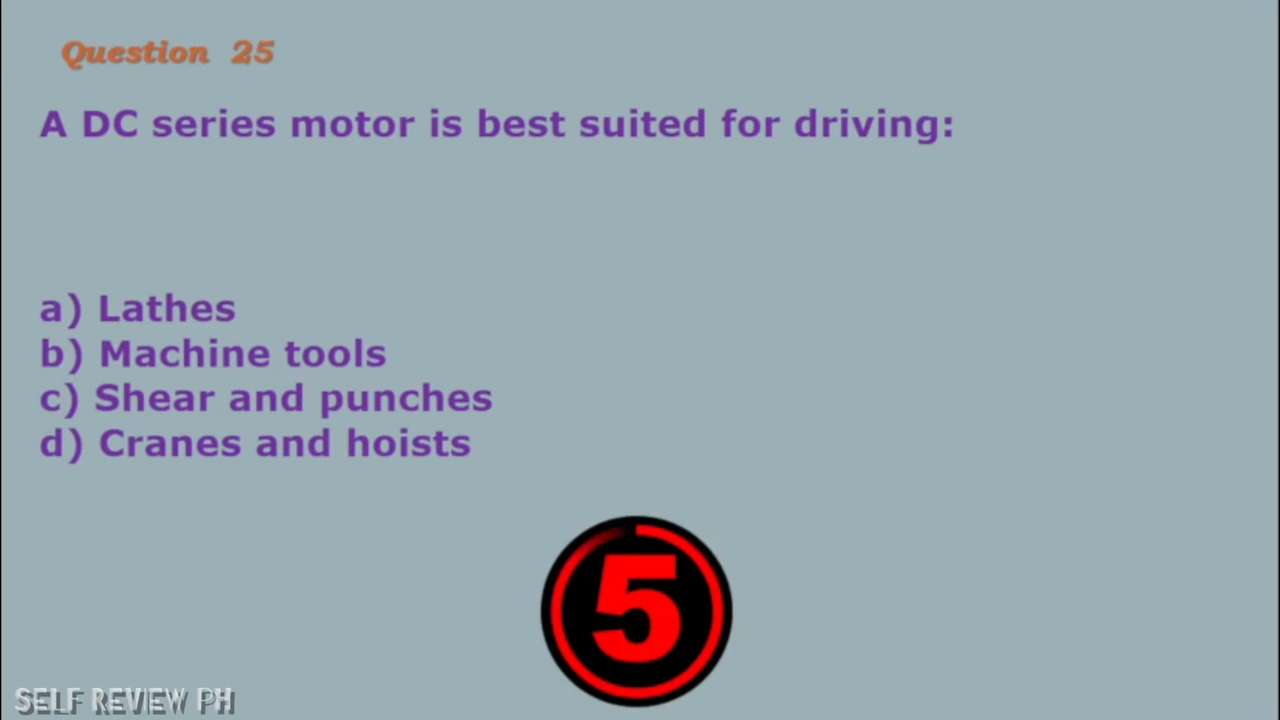 Question 25
A DC series motor is best suited for driving:
a) Lathes
b) Machine tools
c) Shear and punches
d) Cranes and hoists
5
SELF REVIEW PH